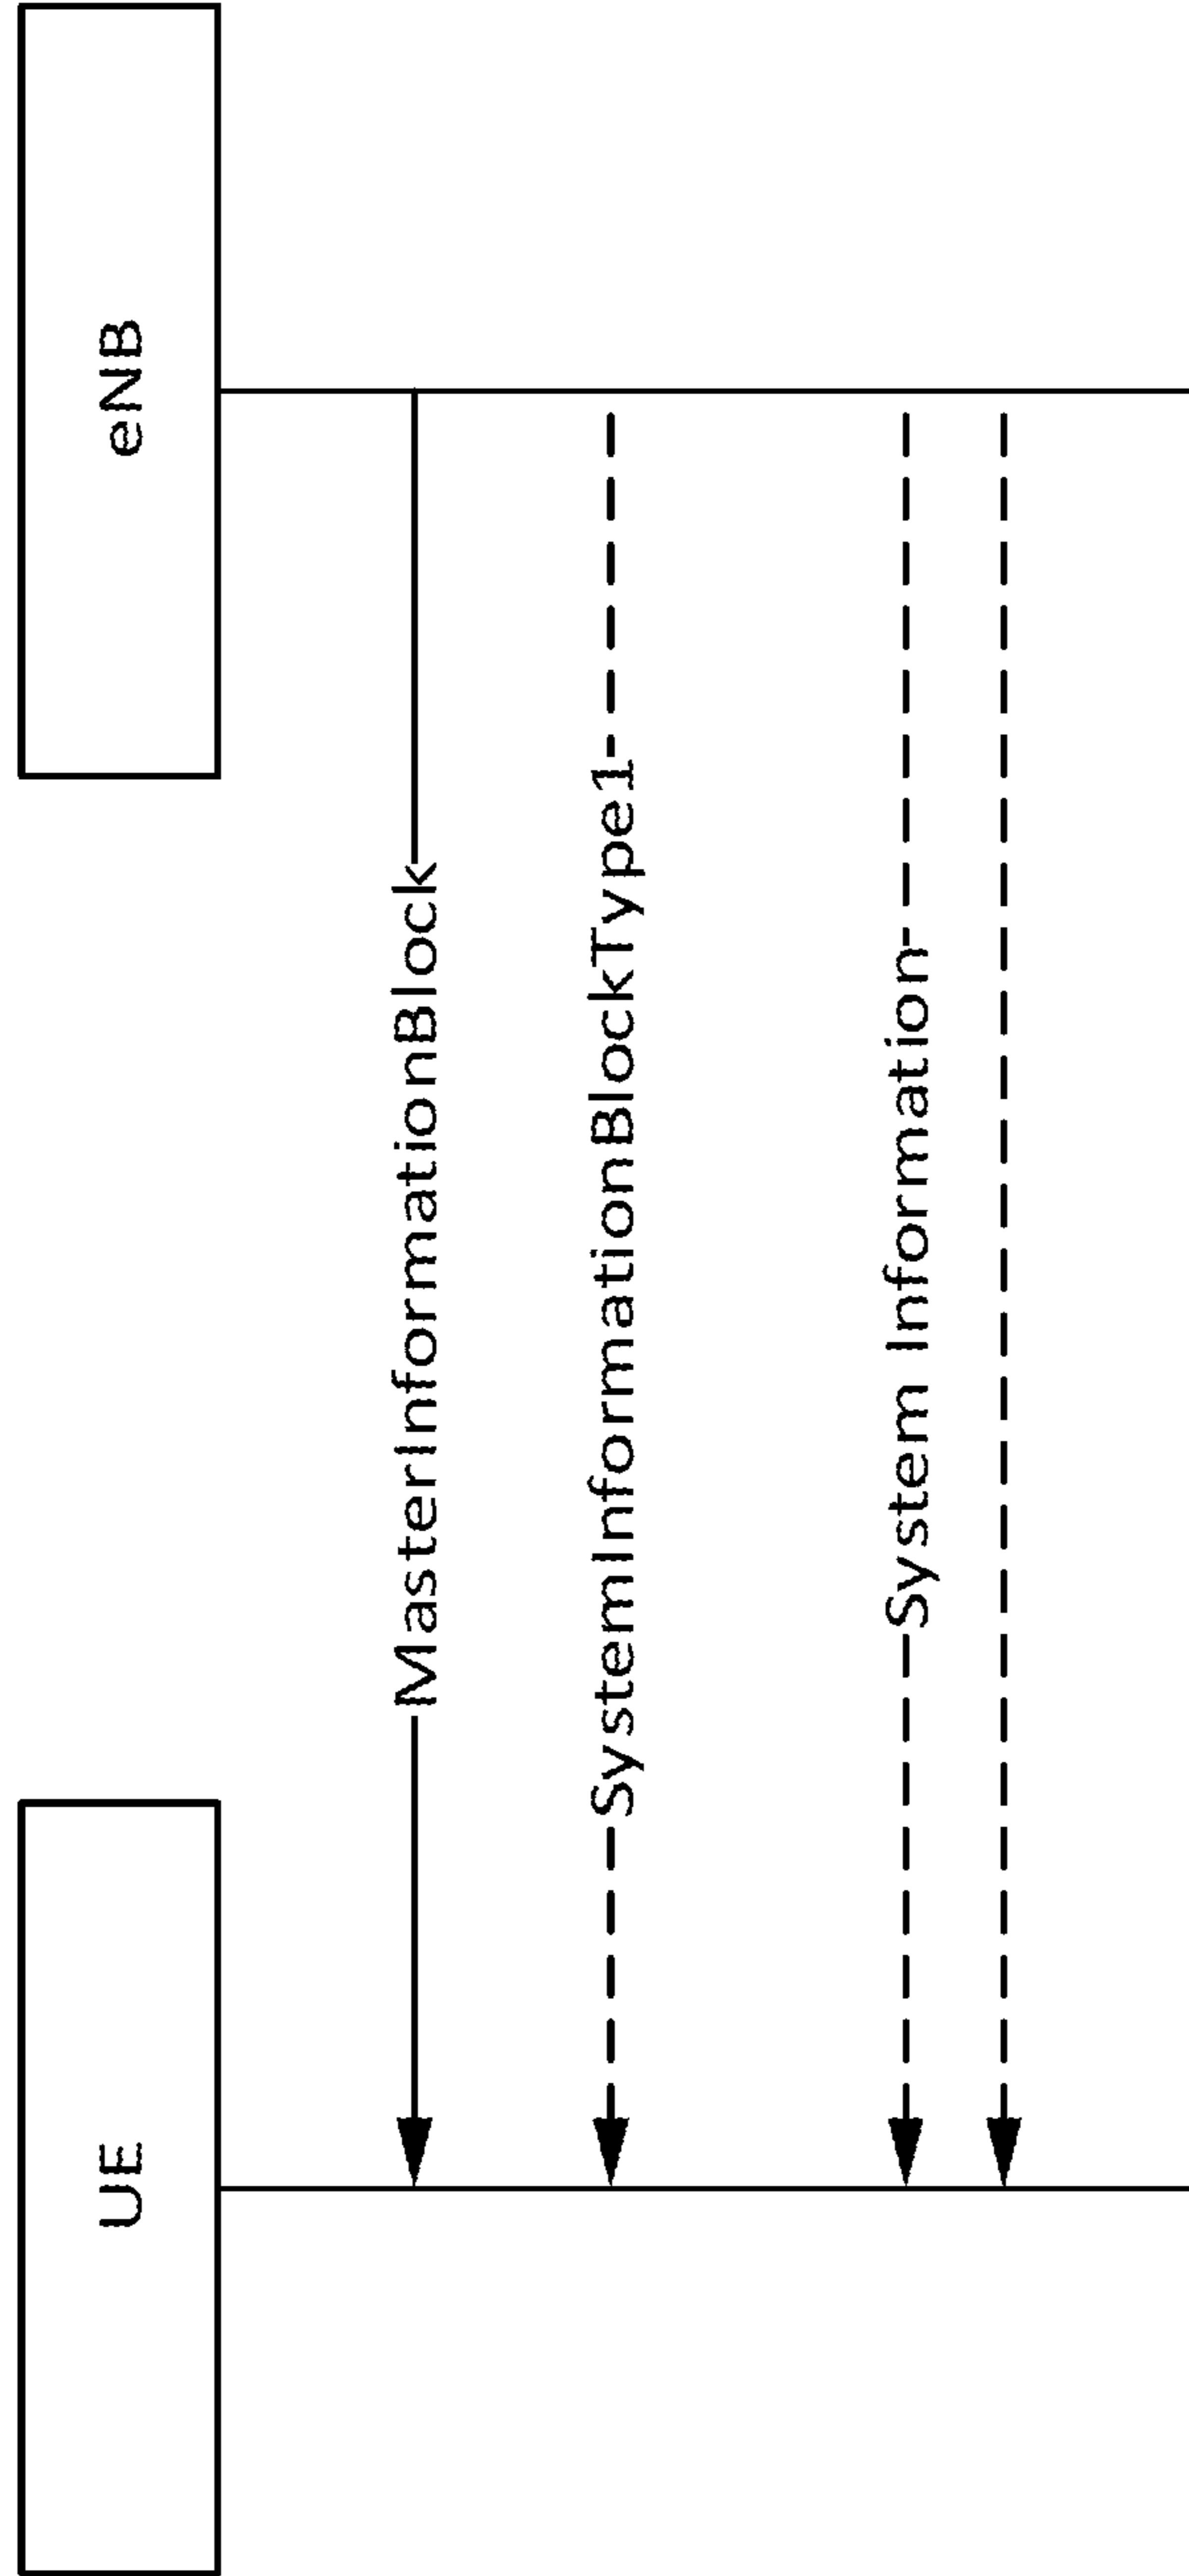 UE
eNB
MasterInformationBlock
SystemInformationBlockType1
System Information